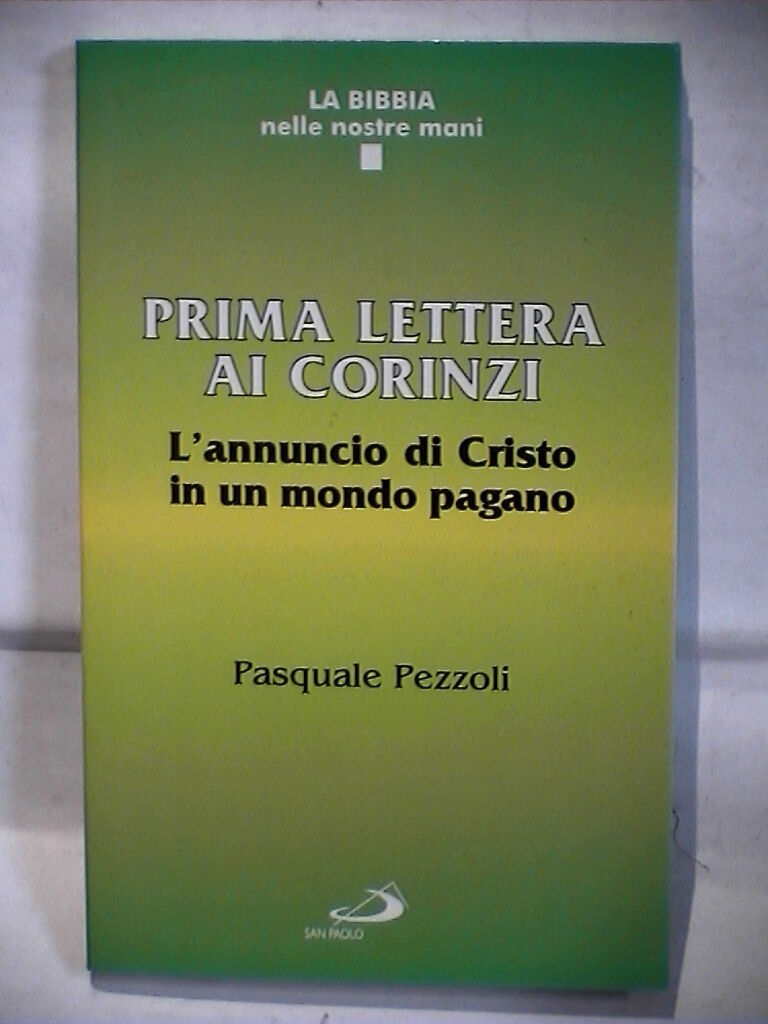 LA BIBBIA
nelle nostre mani
PRIMA LETTERA
AI CORINZI
L'annuncio di Cristo
in un mondo pagano
Pasquale Pezzoli
SAN PAOLO